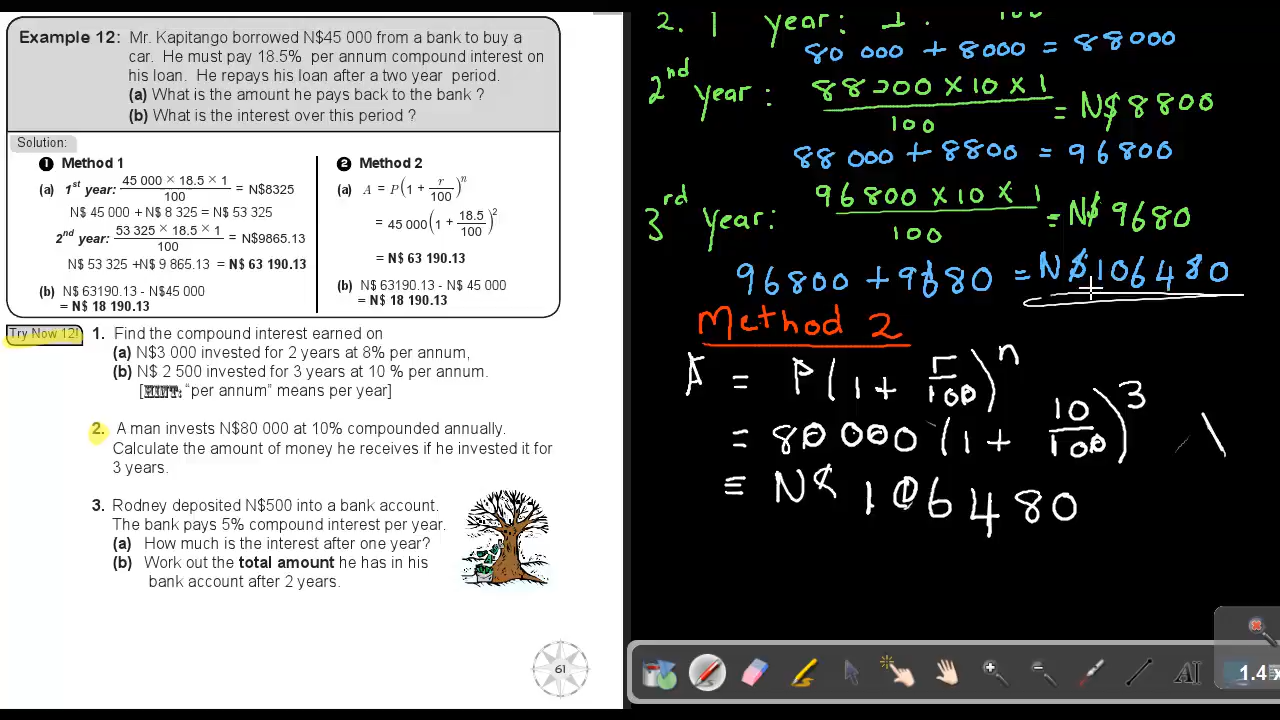 Example 12: Mr. Kapirango borrowed N$45 000 from a bank to buy a
car. He must pay 18.5% per annum compound interest on
his loan. He repays his loan after a two year period.
(a) What is the amount he pays back to the bank ?
(b) What is the interest over this period ?
Solution:
❶ Method 1
(a) 1st year: 45 000 × 18.5 × 1 / 100 = N$8325
N$ 45 000 + N$ 8 325 = N$ 53 325
2nd year: 53 325 × 18.5 × 1 / 100 = N$9865.13
N$ 53 325 +N$ 9 865.13 = N$ 63 190.13
(b) N$ 63190.13 - N$45 000
= N$ 18 190.13
❷ Method 2
(a) A = P(1 + r/100)^n
= 45 000(1 + 18.5/100)^2
= N$ 63 190.13
(b) N$ 63190.13 - N$ 45 000
= N$ 18 190.13
Try Now 12!
1. Find the compound interest earned on
(a) N$3 000 invested for 2 years at 8% per annum,
(b) N$ 2 500 invested for 3 years at 10 % per annum.
[HINT: "per annum" means per year]
2. A man invests N$80 000 at 10% compounded annually.
Calculate the amount of money he receives if he invested it for
3 years.
3. Rodney deposited N$500 into a bank account.
The bank pays 5% compound interest per year.
(a) How much is the interest after one year?
(b) Work out the total amount he has in his
bank account after 2 years.
61
2. 1 year: 100
80 000 + 8000 = 88000
2nd year: 88000 × 10 × 1 / 100 = N$ 8800
88 000 + 8800 = 96800
3rd year: 96800 × 10 × 1 / 100 = N$ 9680
96800 + 9680 = N$106480
Method 2
A = P(1 + r/100)^n
= 80 000 (1 + 10/100)^3
= N$ 106480
AI
1.4 x